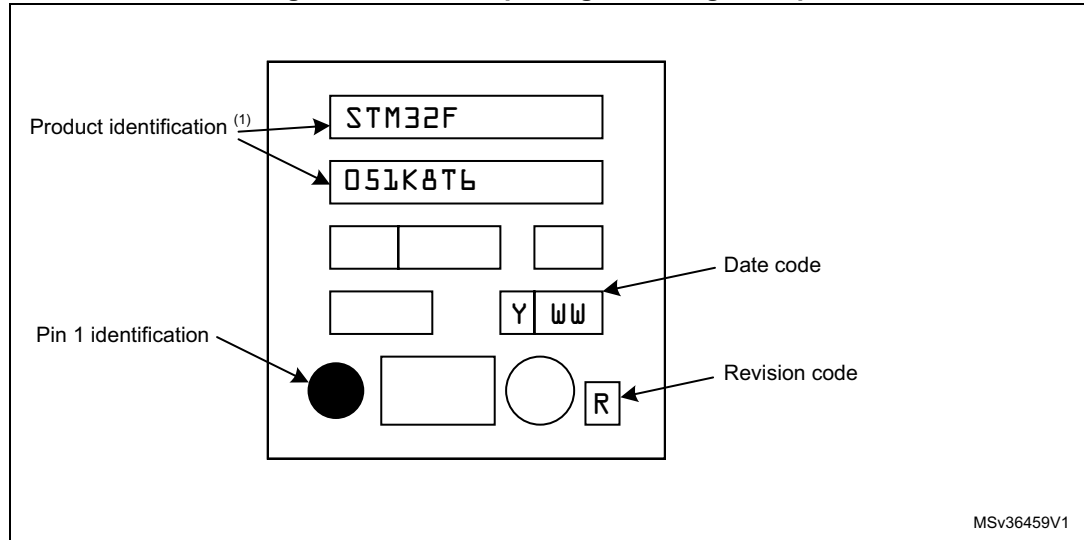 Product identification (1)
STM32F
051K8T6
Date code
Y WW
Pin 1 identification
Revision code
R
MSv36459V1